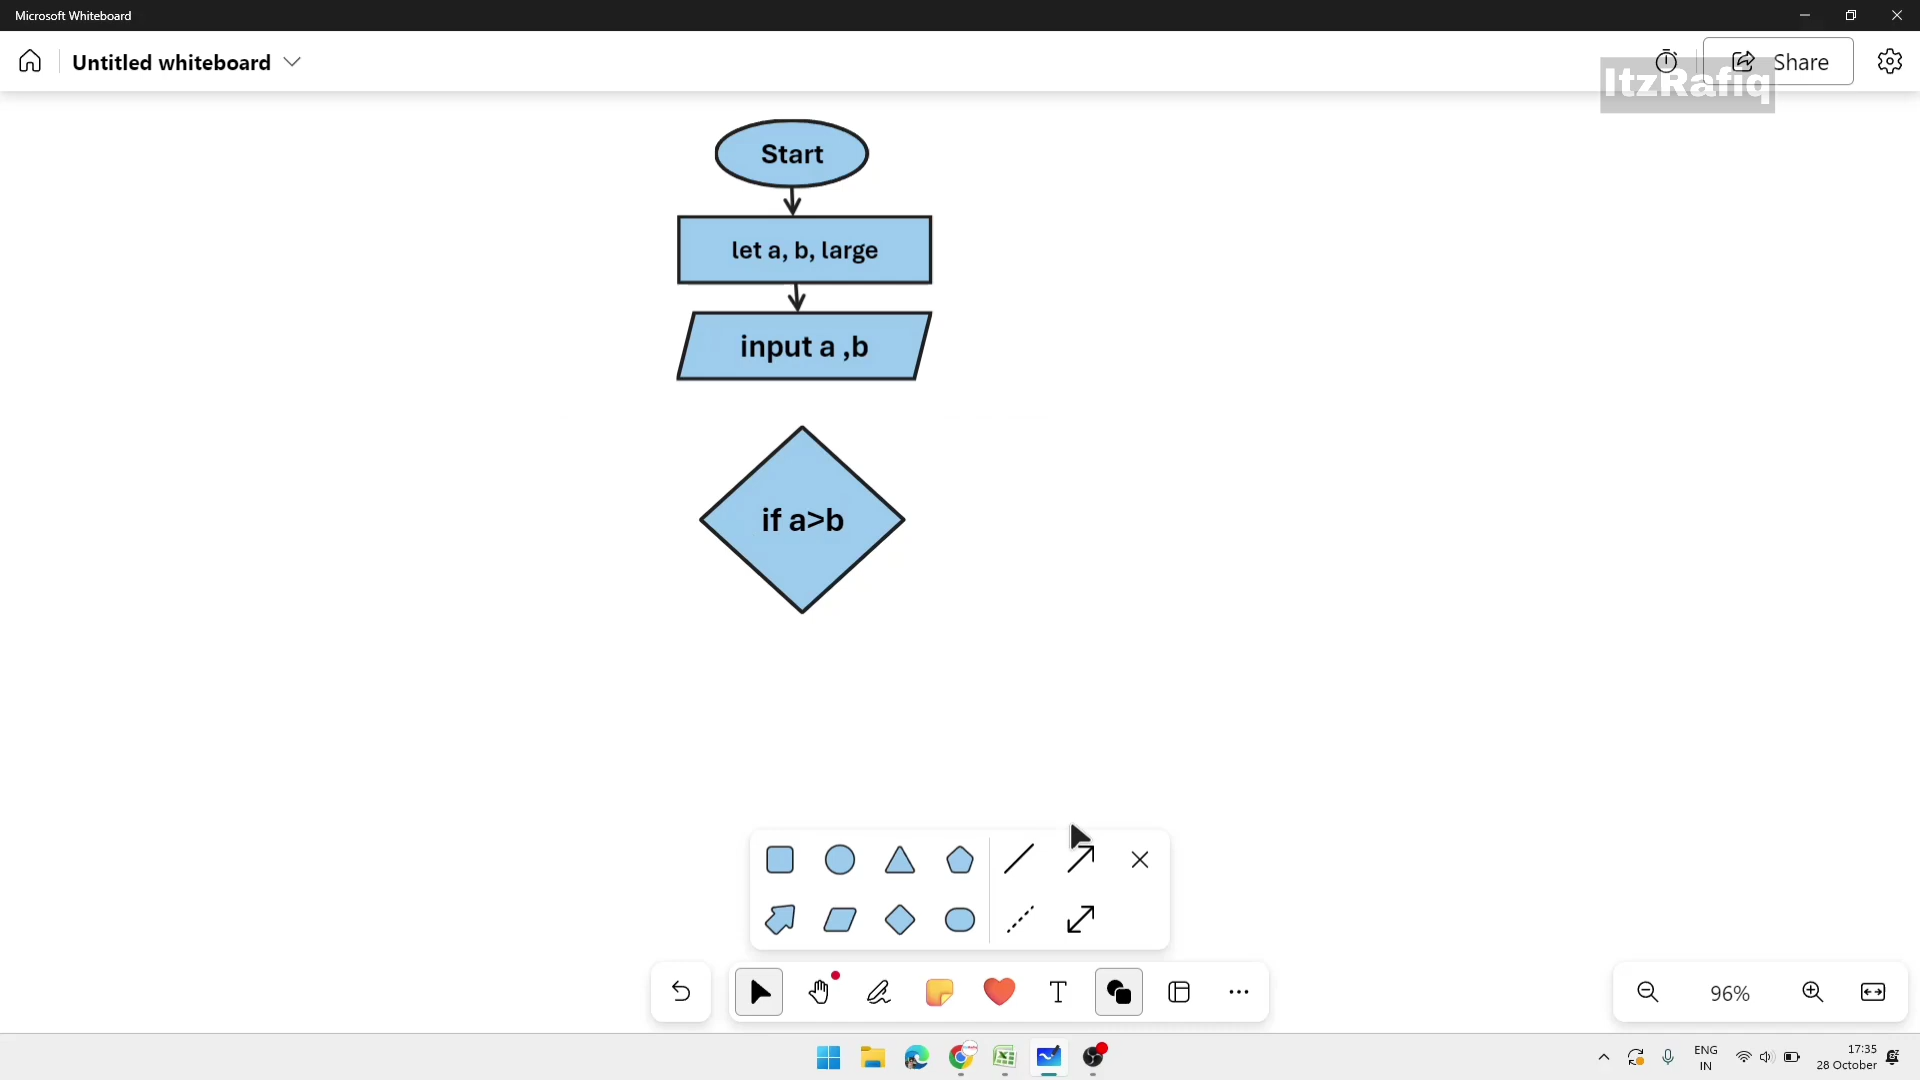 Microsoft Whiteboard
Untitled whiteboard
Share
ItzRafiq
Start
let a, b, large
input a ,b
if a>b
T
96%
ENG
IN
17:35
28 October